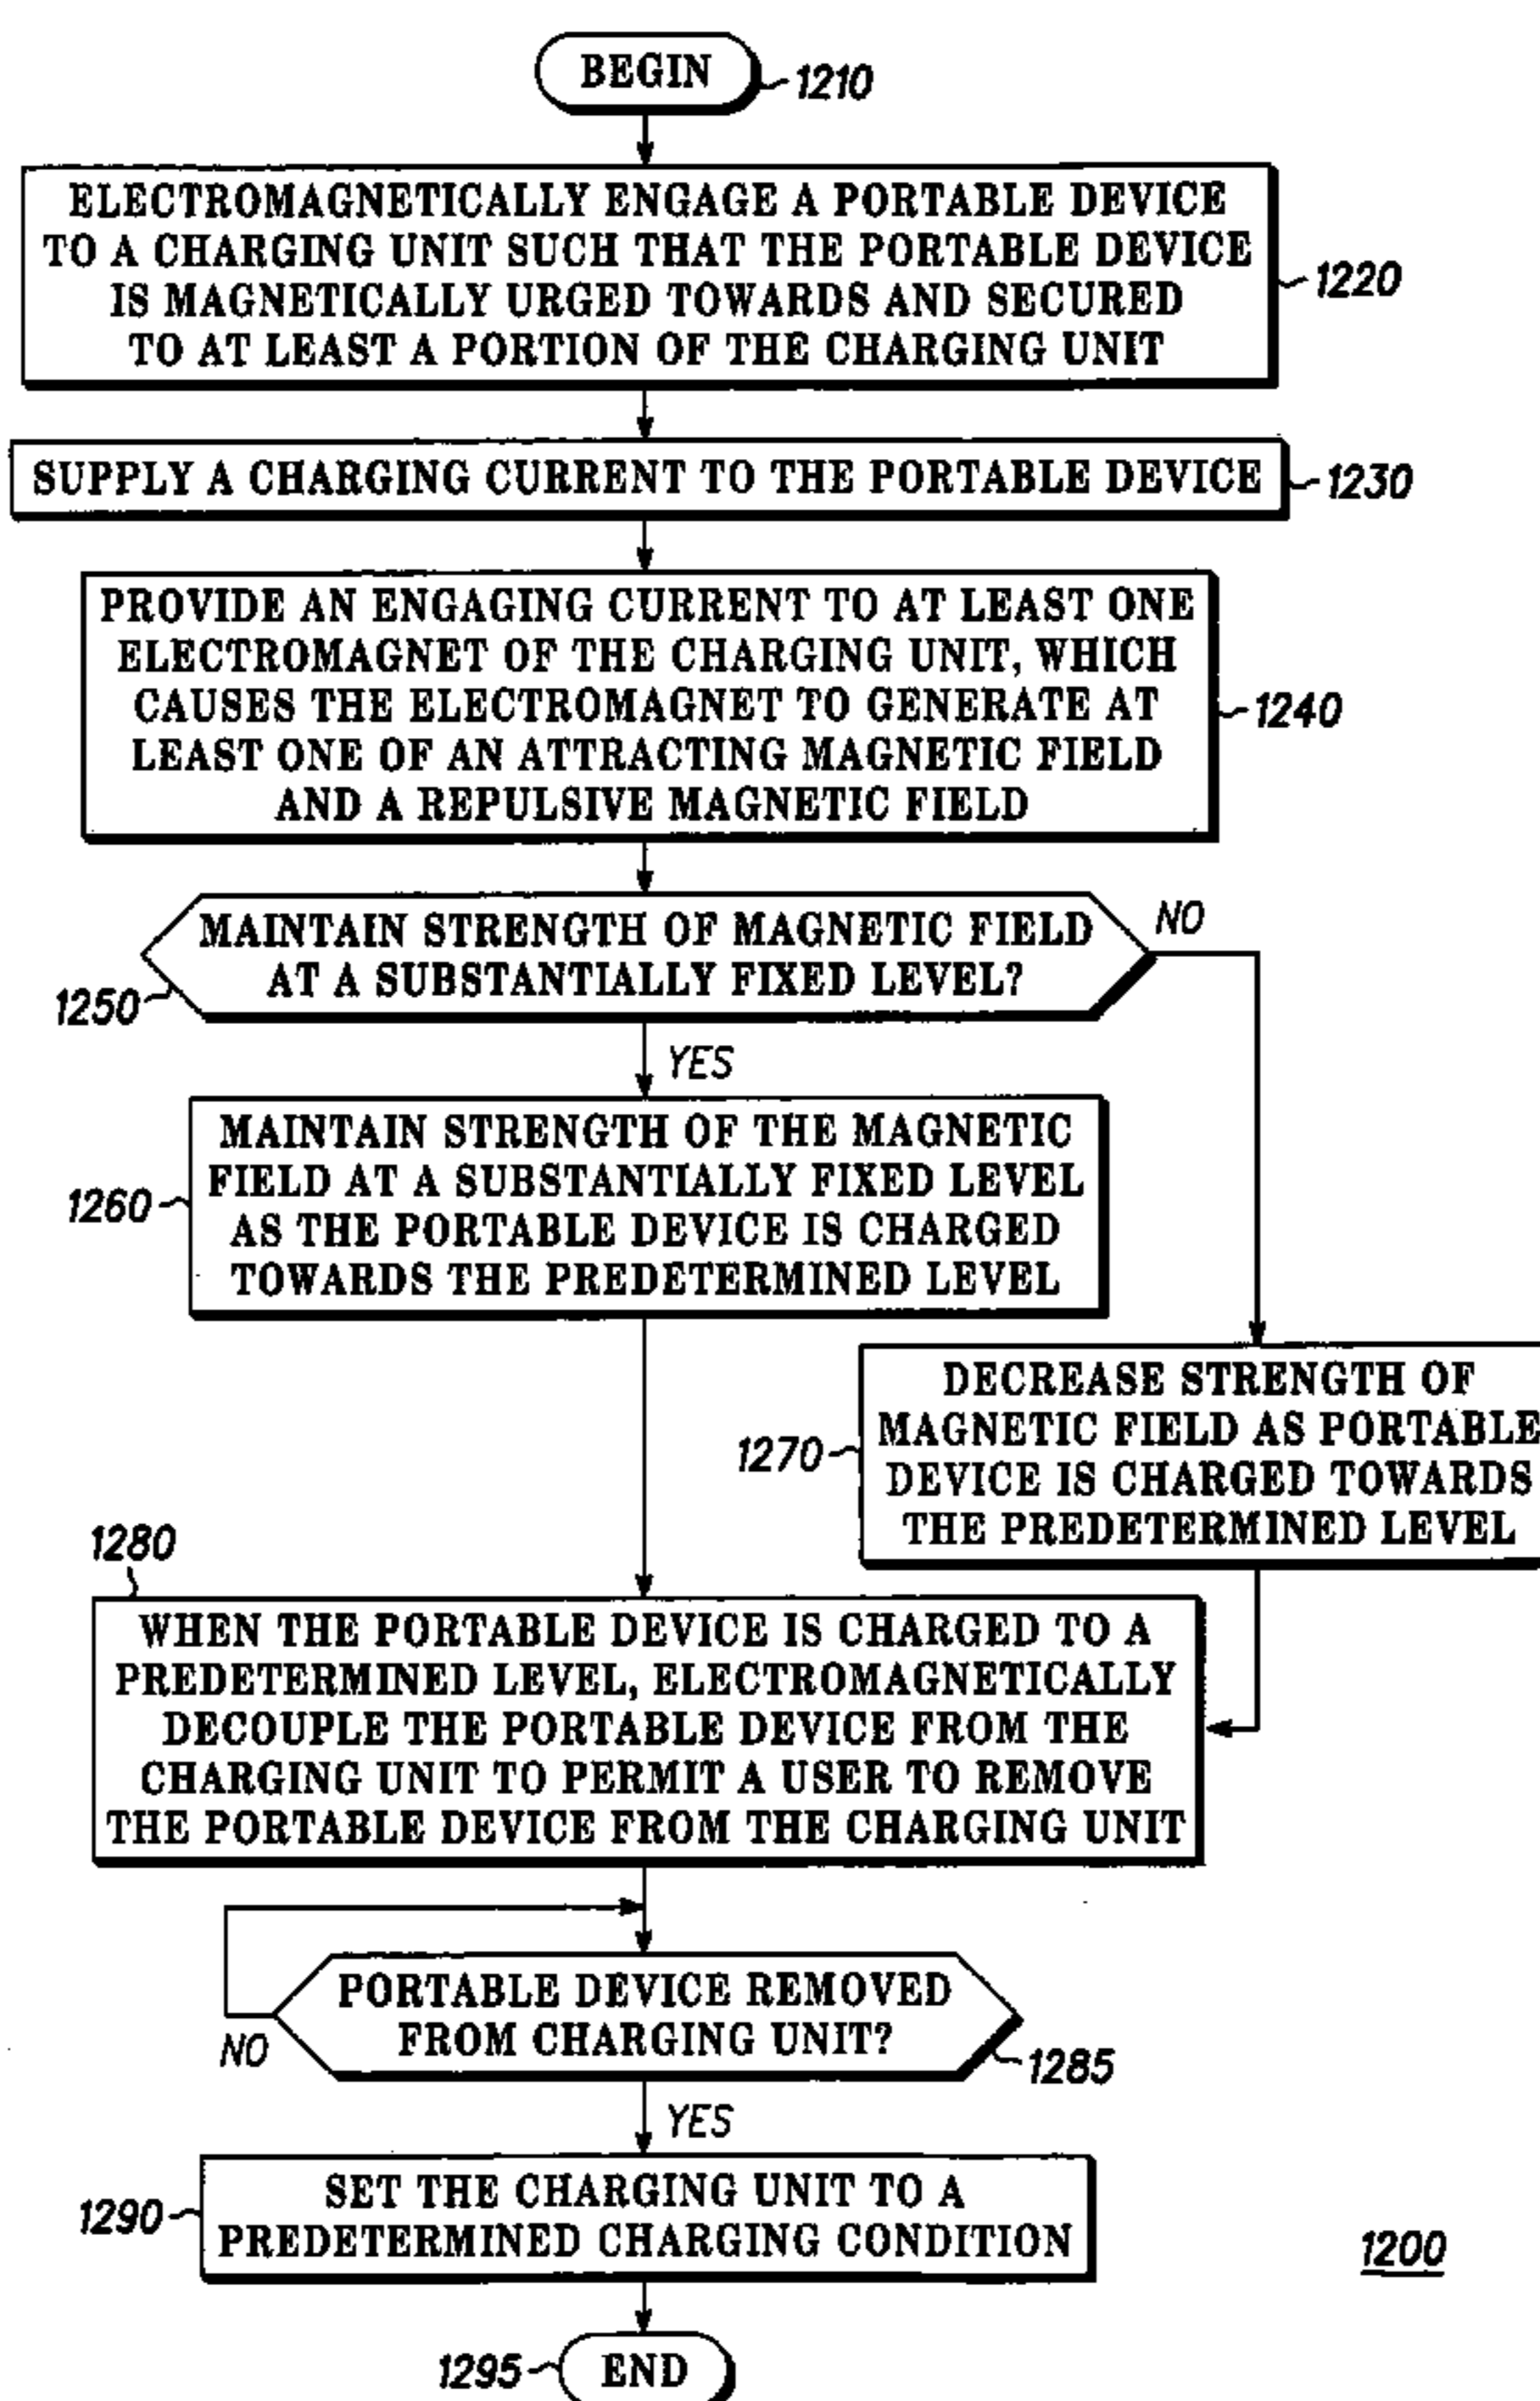 BEGIN
1210
ELECTROMAGNETICALLY ENGAGE A PORTABLE DEVICE
TO A CHARGING UNIT SUCH THAT THE PORTABLE DEVICE
IS MAGNETICALLY URGED TOWARDS AND SECURED
TO AT LEAST A PORTION OF THE CHARGING UNIT
1220
SUPPLY A CHARGING CURRENT TO THE PORTABLE DEVICE
1230
PROVIDE AN ENGAGING CURRENT TO AT LEAST ONE
ELECTROMAGNET OF THE CHARGING UNIT, WHICH
CAUSES THE ELECTROMAGNET TO GENERATE AT
LEAST ONE OF AN ATTRACTING MAGNETIC FIELD
AND A REPULSIVE MAGNETIC FIELD
1240
MAINTAIN STRENGTH OF MAGNETIC FIELD
AT A SUBSTANTIALLY FIXED LEVEL?
1250
NO
YES
MAINTAIN STRENGTH OF THE MAGNETIC
FIELD AT A SUBSTANTIALLY FIXED LEVEL
AS THE PORTABLE DEVICE IS CHARGED
TOWARDS THE PREDETERMINED LEVEL
1260
DECREASE STRENGTH OF
MAGNETIC FIELD AS PORTABLE
DEVICE IS CHARGED TOWARDS
THE PREDETERMINED LEVEL
1270
1280
WHEN THE PORTABLE DEVICE IS CHARGED TO A
PREDETERMINED LEVEL, ELECTROMAGNETICALLY
DECOUPLE THE PORTABLE DEVICE FROM THE
CHARGING UNIT TO PERMIT A USER TO REMOVE
THE PORTABLE DEVICE FROM THE CHARGING UNIT
PORTABLE DEVICE REMOVED
FROM CHARGING UNIT?
NO
1285
YES
SET THE CHARGING UNIT TO A
PREDETERMINED CHARGING CONDITION
1290
1200
END
1295